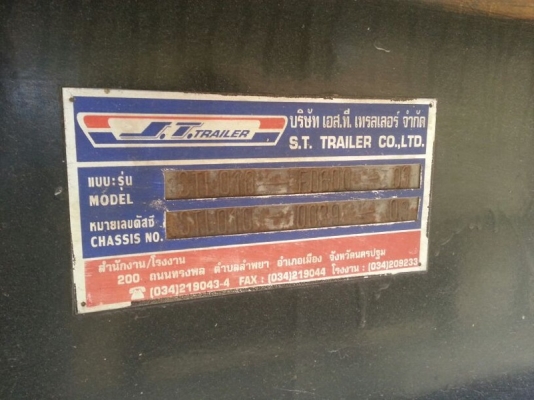 J.T. TRAILER
บริษัท เอส.ที. เทรลเลอร์ จำกัด
S.T. TRAILER CO.,LTD.
แบบ:รุ่น
MODEL
หมายเลขคัสซี
CHASSIS NO.
สำนักงาน/โรงงาน
200 ถนนทรงพล ตำบลลำพยา อำเภอเมือง จังหวัดนครปฐม
☎ (034)219043-4 FAX : (034)219044 โรงงาน : (034)208233